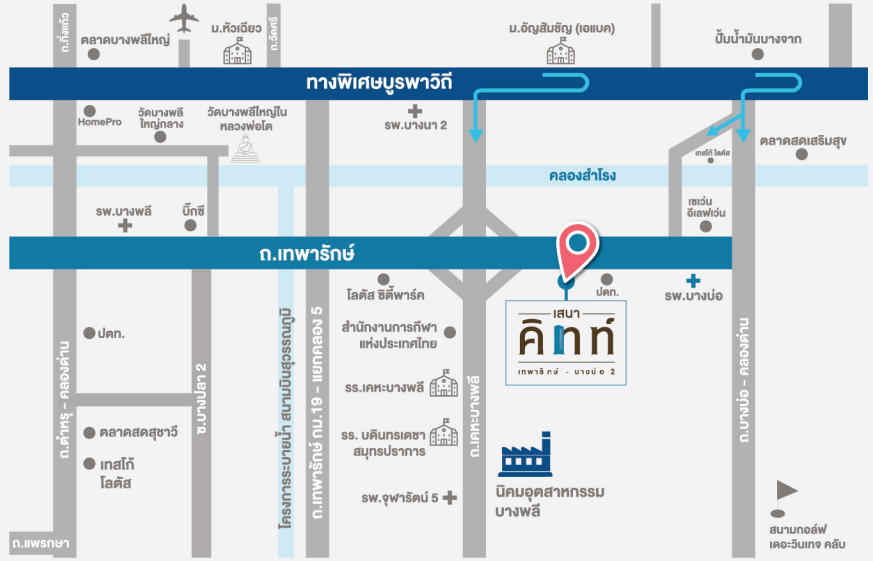 ถ.กิ่งแก้ว
ตลาดบางพลีใหญ่
ม.หัวเฉียว
ถ.วัดศรี
ม.อัญสัมชัญ (เอแบค)
ปั๊มน้ำมันบางจาก
ทางพิเศษบูรพาวิถี
HomePro
วัดบางพลี
ใหญ่กลาง
วัดบางพลีใหญ่ใน
หลวงพ่อโต
รพ.บางนา 2
เทสโก้ โลตัส
ตลาดสดเสริมสุข
คลองสำโรง
รพ.บางพลี
บิ๊กซี
เซเว่น
อีเลฟเว่น
ถ.เทพารักษ์
โลตัส ซิตี้พาร์ค
ปตท.
รพ.บางบ่อ
เสนา
คิทท์
เทพารักษ์ - บางบ่อ 2
สำนักงานการกีฬา
แห่งประเทศไทย
ปตท.
รร.เคหะบางพลี
ตลาดสดสุชาวี
รร. บดินทรเดชา
สมุทรปราการ
เทสโก้
โลตัส
รพ.จุฬารัตน์ 5
นิคมอุตสาหกรรม
บางพลี
สนามกอล์ฟ
เดอะวินเทจ คลับ
ถ.แพรกษา
ถ.ตำหรุ - คลองด่าน
ซ.บางปลา 2
โครงการระบายน้ำ สนามบินสุวรรณภูมิ
ถ.เทพารักษ์ กม.19 - แยกคลอง 5
ถ.เคหะบางพลี
ถ.บางบ่อ - คลองด่าน